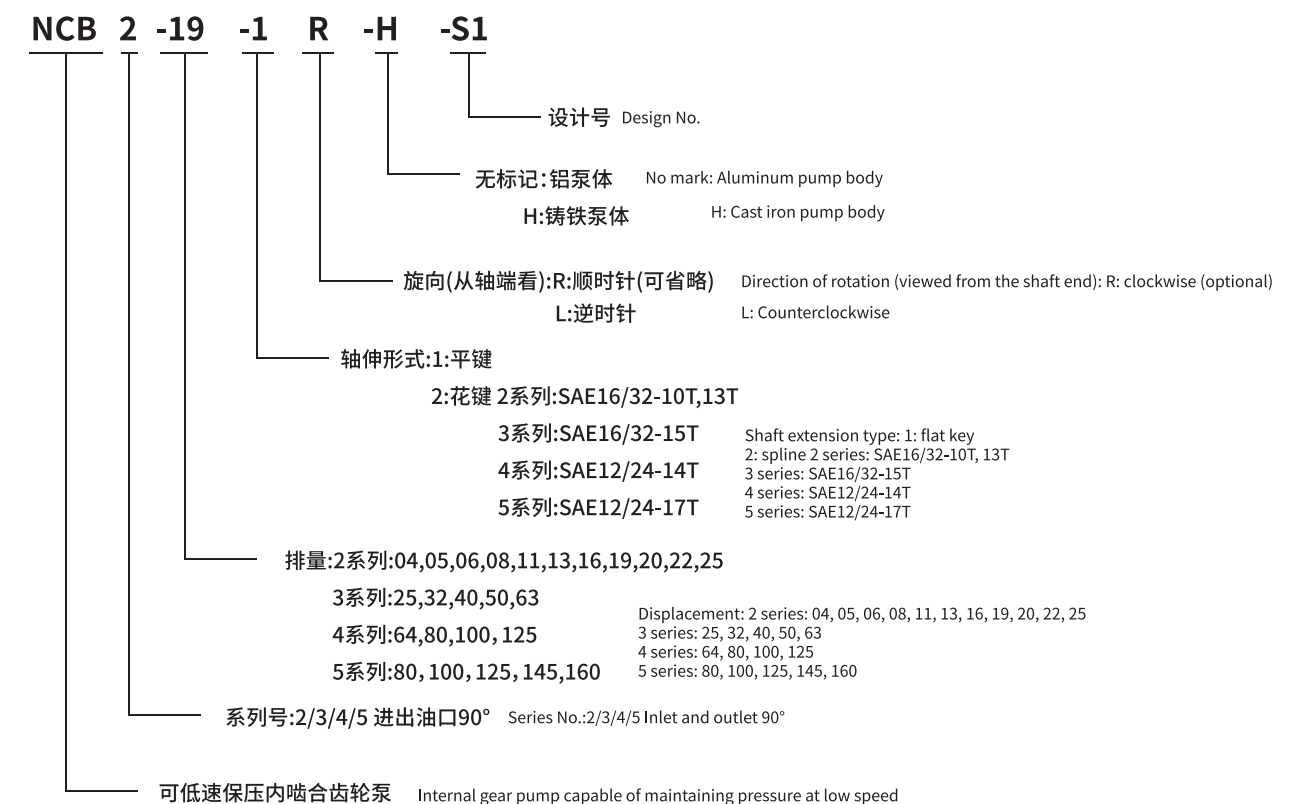 NCB 2 -19 -1 R -H -S1
设计号 Design No.
无标记:铝泵体 No mark: Aluminum pump body
H:铸铁泵体 H: Cast iron pump body
旋向(从轴端看):R:顺时针(可省略) Direction of rotation (viewed from the shaft end): R: clockwise (optional)
L:逆时针 L: Counterclockwise
轴伸形式:1:平键
2:花键 2系列:SAE16/32-10T,13T
3系列:SAE16/32-15T
4系列:SAE12/24-14T
5系列:SAE12/24-17T
Shaft extension type: 1: flat key
2: spline 2 series: SAE16/32-10T, 13T
3 series: SAE16/32-15T
4 series: SAE12/24-14T
5 series: SAE12/24-17T
排量:2系列:04,05,06,08,11,13,16,19,20,22,25
3系列:25,32,40,50,63
4系列:64,80,100，125
5系列:80，100，125，145,160
Displacement: 2 series: 04, 05, 06, 08, 11, 13, 16, 19, 20, 22, 25
3 series: 25, 32, 40, 50, 63
4 series: 64, 80, 100, 125
5 series: 80, 100, 125, 145, 160
系列号:2/3/4/5 进出油口90° Series No.:2/3/4/5 Inlet and outlet 90°
可低速保压内啮合齿轮泵 Internal gear pump capable of maintaining pressure at low speed